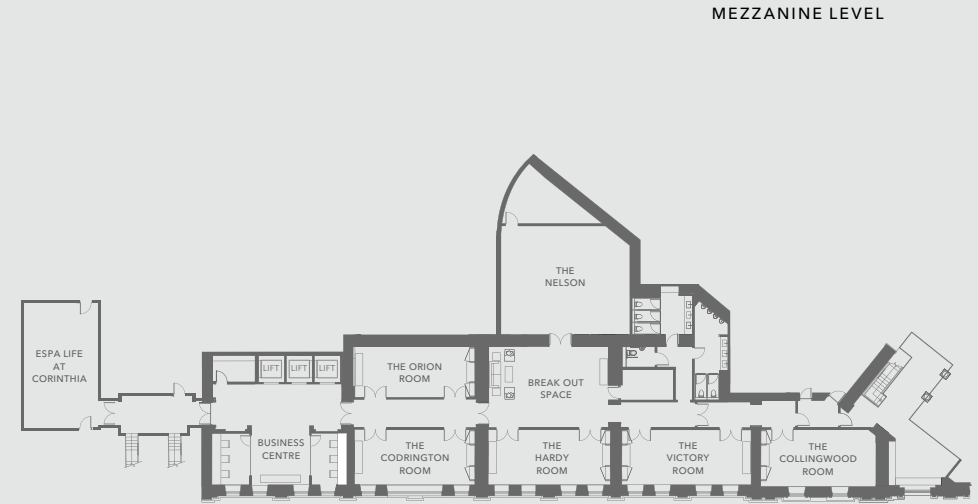 MEZZANINE LEVEL
THE
NELSON
ESPA LIFE
AT
CORINTHIA
LIFT
LIFT
LIFT
THE ORION
ROOM
BREAK OUT
SPACE
BUSINESS
CENTRE
THE
CODRINGTON
ROOM
THE
HARDY
ROOM
THE
VICTORY
ROOM
THE
COLLINGWOOD
ROOM